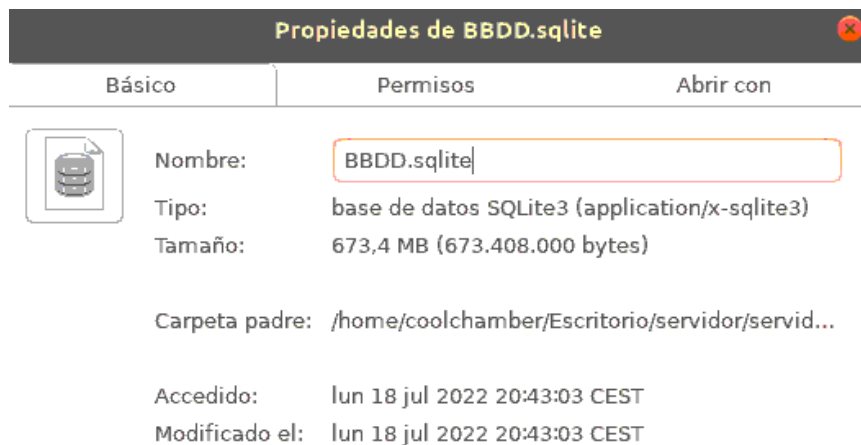 Propiedades de BBDD.sqlite
Básico Permisos Abrir con
Nombre: BBDD.sqlite
Tipo: base de datos SQLite3 (application/x-sqlite3)
Tamaño: 673,4 MB (673.408.000 bytes)
Carpeta padre: /home/coolchamber/Escritorio/servidor/servid...
Accedido: lun 18 jul 2022 20:43:03 CEST
Modificado el: lun 18 jul 2022 20:43:03 CEST